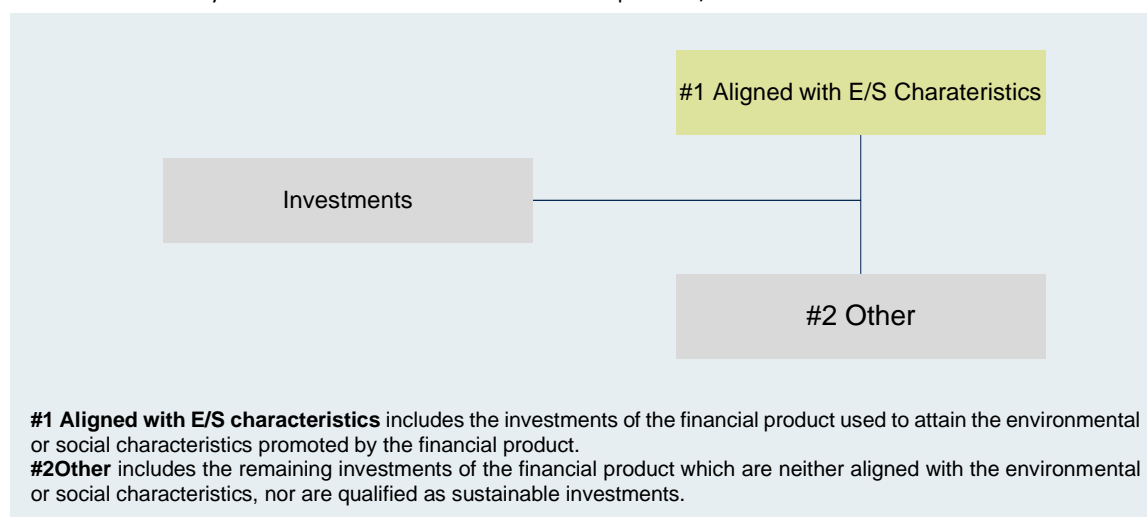 #1 Aligned with E/S Charateristics
Investments
#2 Other
#1 Aligned with E/S characteristics includes the investments of the financial product used to attain the environmental
or social characteristics promoted by the financial product.
#2Other includes the remaining investments of the financial product which are neither aligned with the environmental
or social characteristics, nor are qualified as sustainable investments.